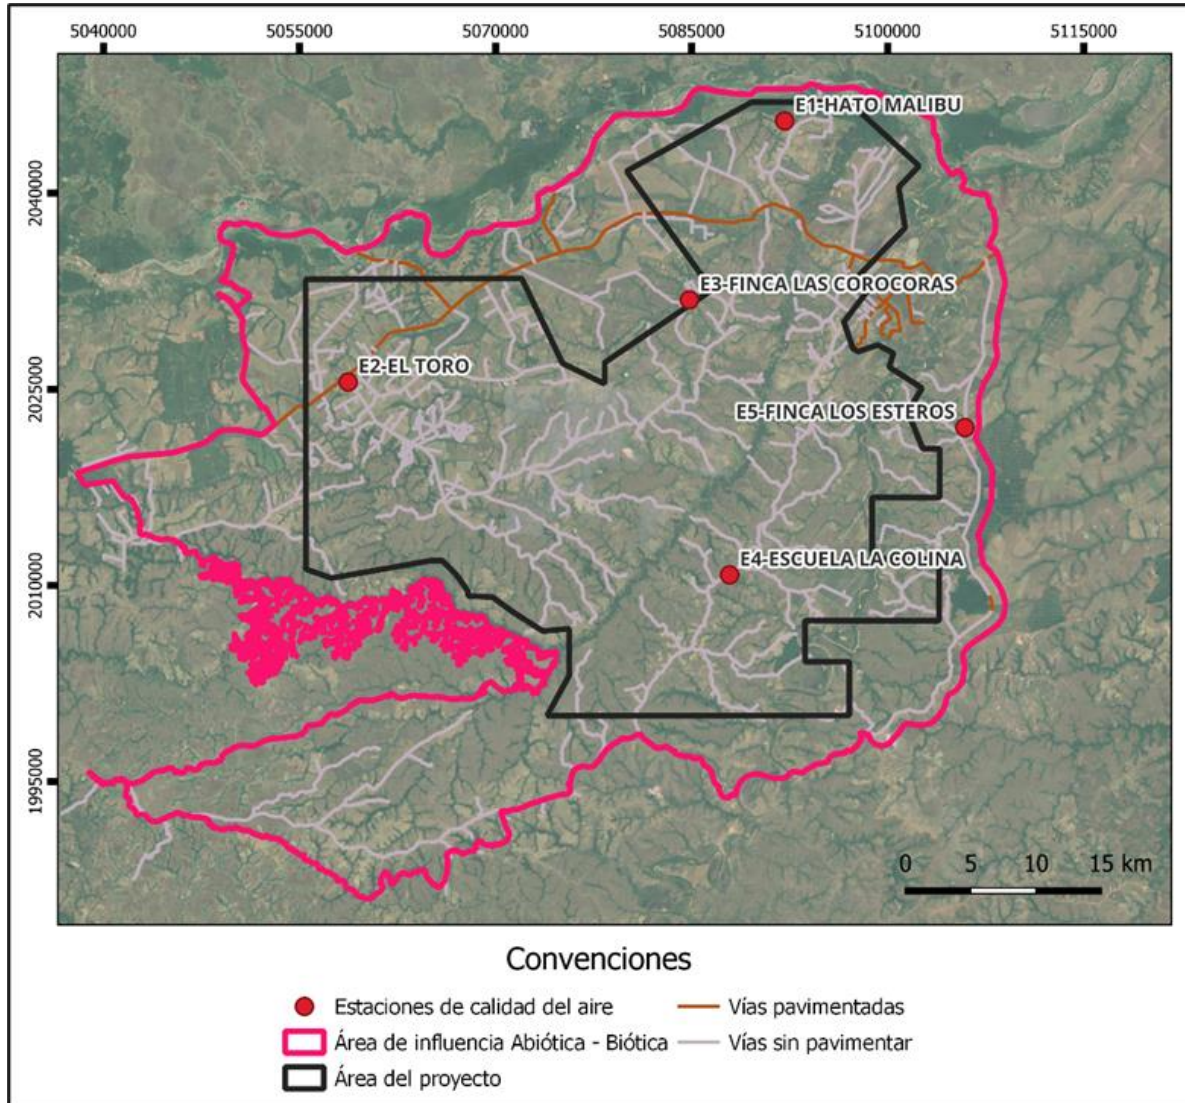 5040000 5055000 5070000 5085000 5100000 5115000
E1-HATO MALIBU
2040000
E3-FINCA LAS COROCORAS
E2-EL TORO
2025000
E5-FINCA LOS ESTEROS
E4-ESCUELA LA COLINA
2010000
1995000
0 5 10 15 km
Convenciones
Estaciones de calidad del aire
Vías pavimentadas
Área de influencia Abiótica - Biótica
Vías sin pavimentar
Área del proyecto